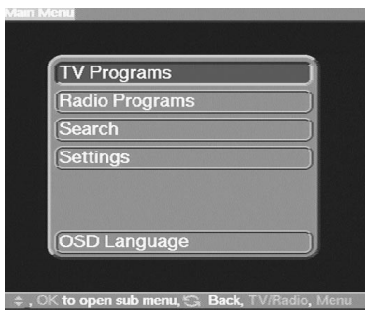 Main Menu
TV Programs
Radio Programs
Search
Settings
OSD Language
, OK to open sub menu, Back, TV/Radio, Menu